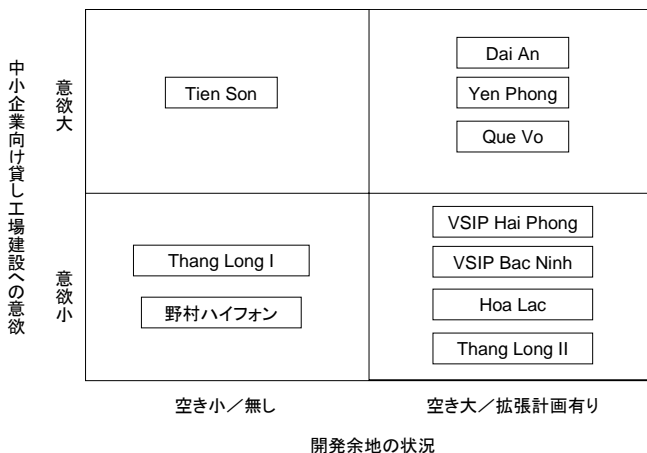 中小企業向け貸し工場建設への意欲
意欲大
Tien Son
Dai An
Yen Phong
Que Vo
意欲小
Thang Long I
野村ハイフォン
VSIP Hai Phong
VSIP Bac Ninh
Hoa Lac
Thang Long II
空き小／無し
空き大／拡張計画有り
開発余地の状況